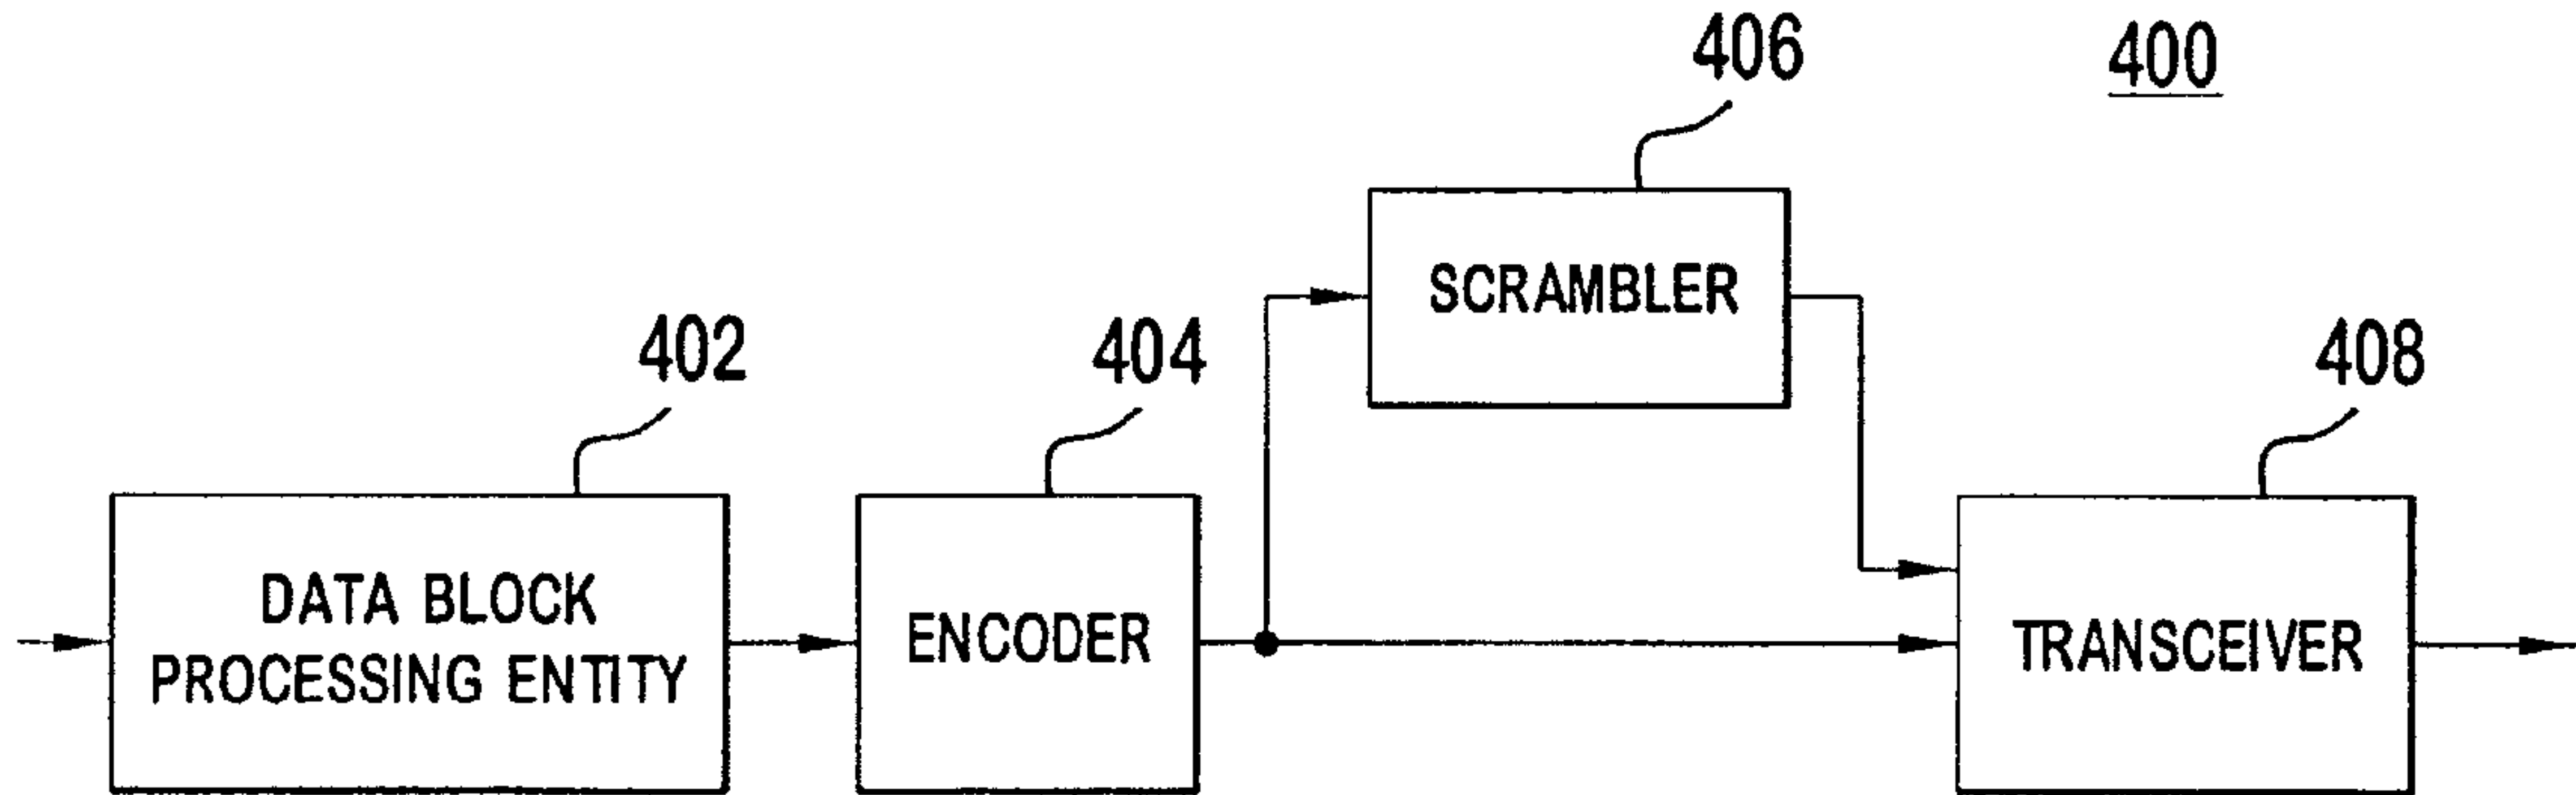 406
400
SCRAMBLER
402
404
408
DATA BLOCK
PROCESSING ENTITY
ENCODER
TRANSCEIVER